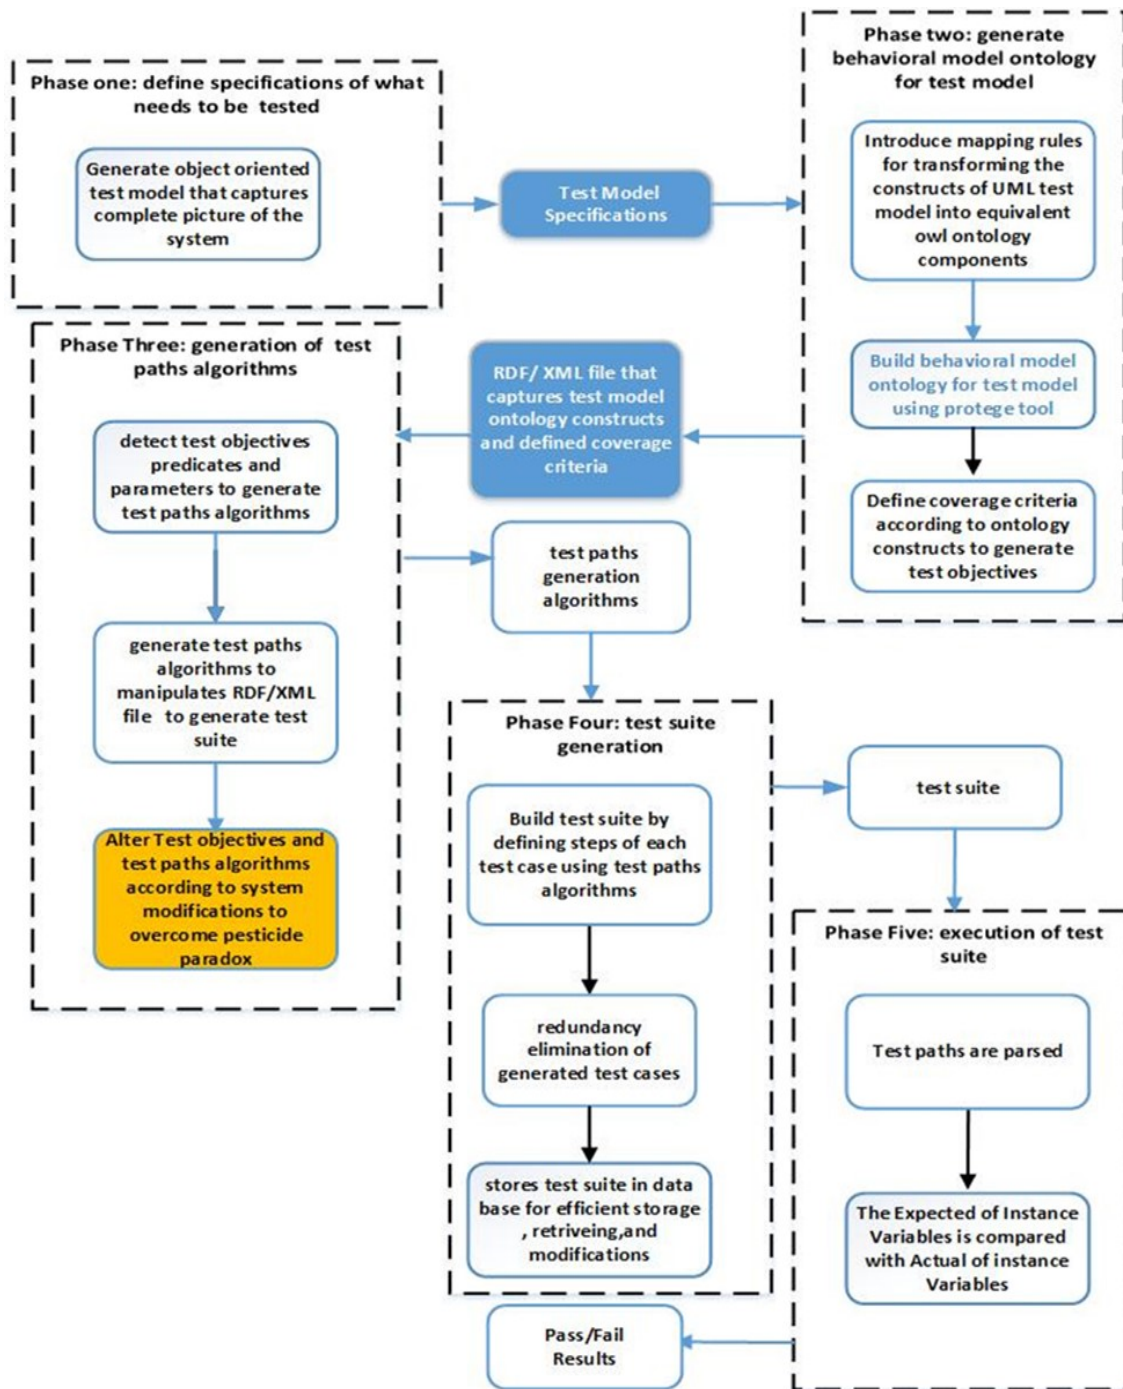 Phase one: define specifications of what
needs to be  tested
Generate object oriented
test model that captures
complete picture of the
system
Test Model
Specifications
Phase two: generate
behavioral model ontology
for test model
Introduce mapping rules
for transforming the
constructs of UML test
model into equivalent
owl ontology
components
Build behavioral model
ontology for test model
using protege tool
Define coverage criteria
according to ontology
constructs to generate
test objectives
RDF/ XML file that
captures test model
ontology constructs
and defined coverage
criteria
Phase Three: generation of  test
paths algorithms
detect test objectives
predicates and
parameters to generate
test paths algorithms
generate test paths
algorithms to
manipulates RDF/XML
file  to generate test
suite
Alter Test objectives and
test paths algorithms
according to system
modifications to
overcome pesticide
paradox
test paths
generation
algorithms
Phase Four: test suite
generation
Build test suite by
defining steps of each
test case using test paths
algorithms
redundancy
elimination of
generated test cases
stores test suite in data
base for efficient storage
, retriveing,and
modifications
test suite
Phase Five: execution of test
suite
Test paths are parsed
The Expected of Instance
Variables is compared
with Actual of instance
Variables
Pass/Fail
Results